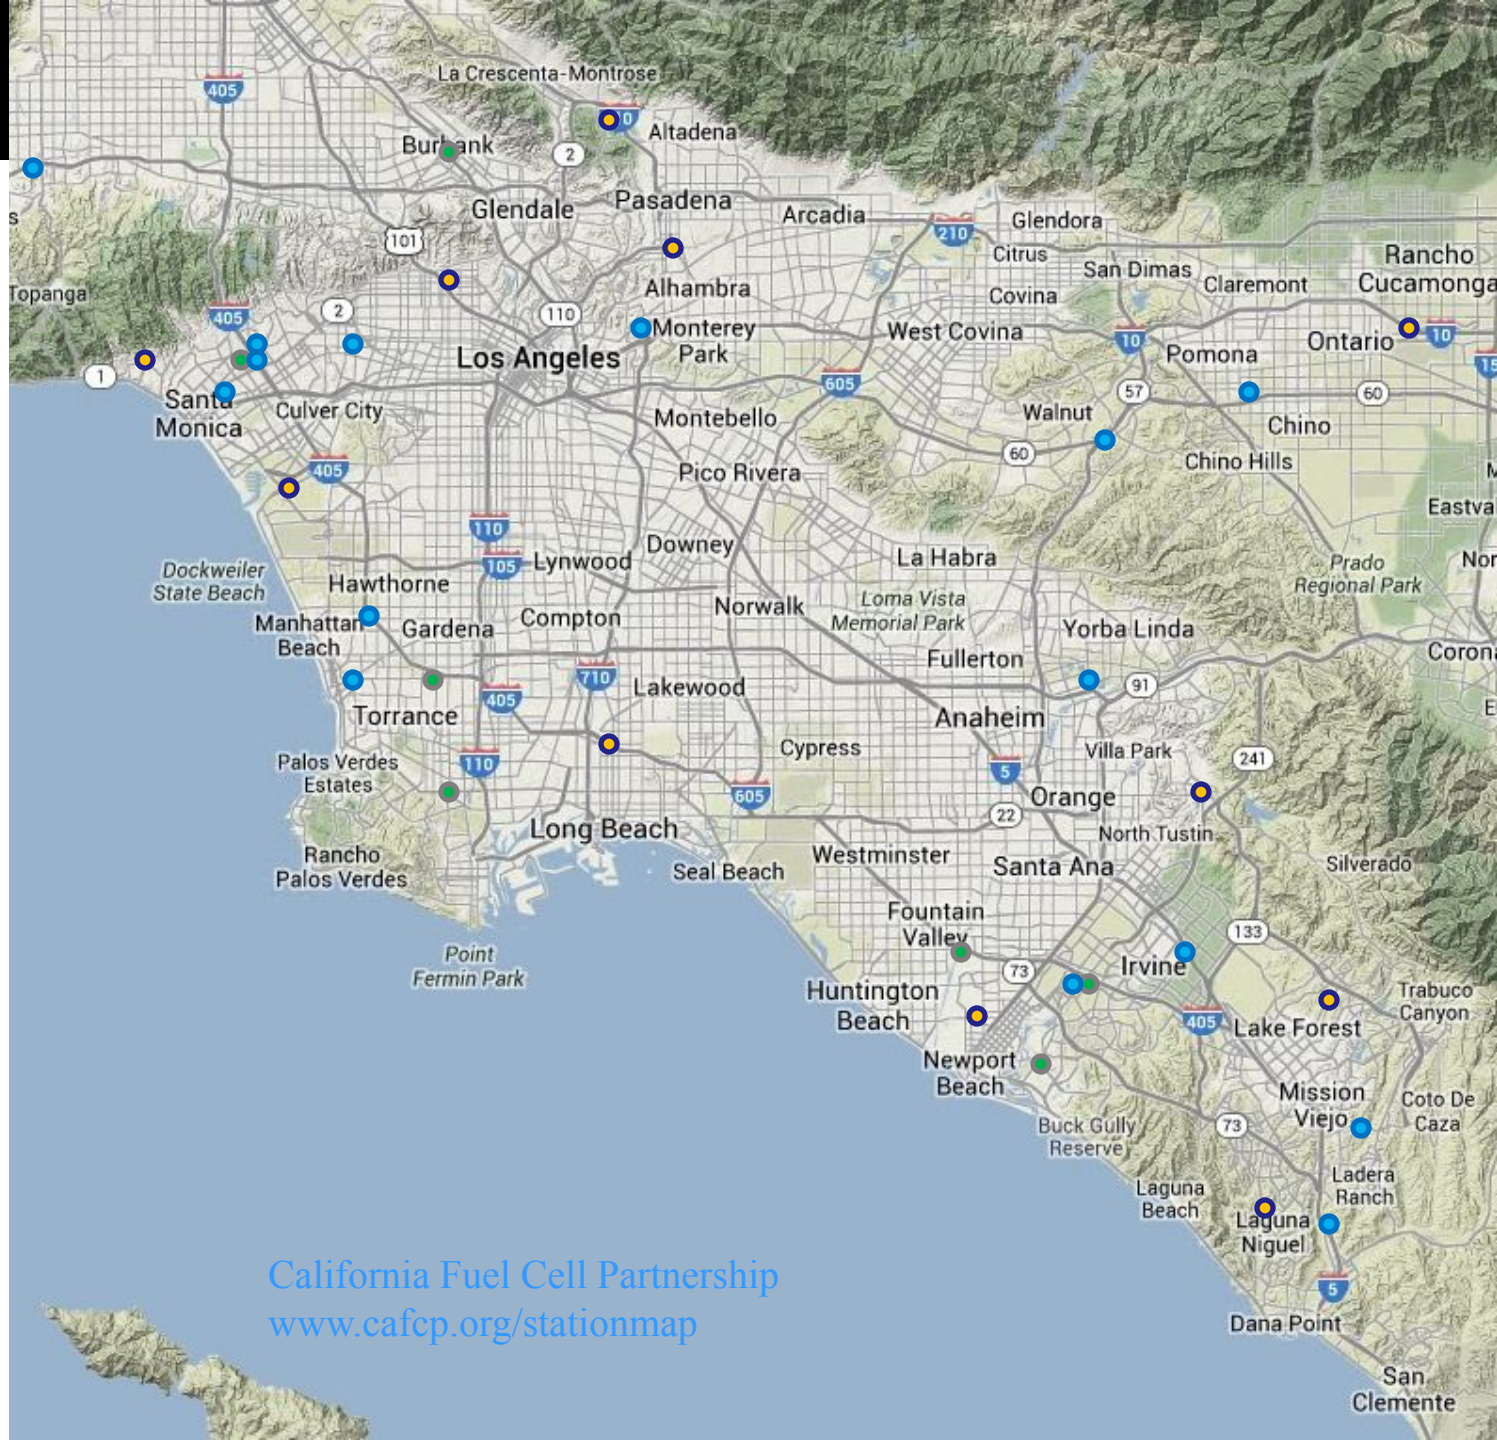 La Crescenta-Montrose
405
Altadena
Burbank
2
Pasadena
Glendale
Arcadia
210
Glendora
s
101
Citrus
San Dimas
Rancho
Cucamonga
Topanga
Alhambra
Covina
Claremont
405
2
110
Monterey
Park
West Covina
10
Ontario
10
Los Angeles
Pomona
15
1
605
57
60
Santa
Monica
Culver City
Montebello
Walnut
Chino
405
Pico Rivera
60
Chino Hills
110
Eastva
Downey
105
Lynwood
La Habra
Dockweiler
State Beach
Hawthorne
Prado
Regional Park
Nor
Compton
Norwalk
Loma Vista
Memorial Park
Manhattan
Beach
Gardena
Yorba Linda
Fullerton
Corona
710
Lakewood
405
91
Torrance
Anaheim
E
Cypress
Villa Park
241
Palos Verdes
Estates
110
5
605
Orange
22
Long Beach
North Tustin
Rancho
Palos Verdes
Seal Beach
Westminster
Santa Ana
Silverado
Fountain
Valley
133
Point
Fermin Park
73
Irvine
Huntington
Beach
405
Lake Forest
Trabuco
Canyon
Newport
Beach
Mission
Viejo
Coto De
Caza
Buck Gully
Reserve
73
Laguna
Beach
Ladera
Ranch
Laguna
Niguel
California Fuel Cell Partnership
www.cafcp.org/stationmap
5
Dana Point
San
Clemente